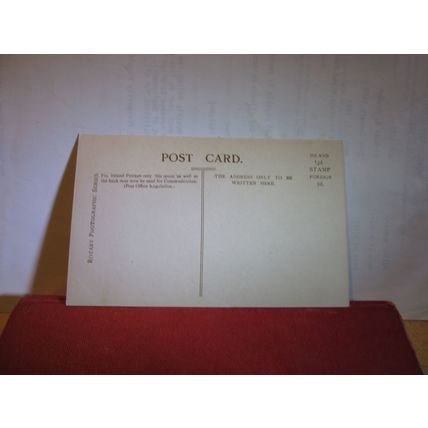 POST CARD.
For Inland Postage only this space as well as
the back may now be used for Communication.
(Post Office Regulation.)
THE ADDRESS ONLY TO BE
WRITTEN HERE.
INLAND
½d.
STAMP
FOREIGN
1d.
ROTARY PHOTOGRAPHIC SERIES.